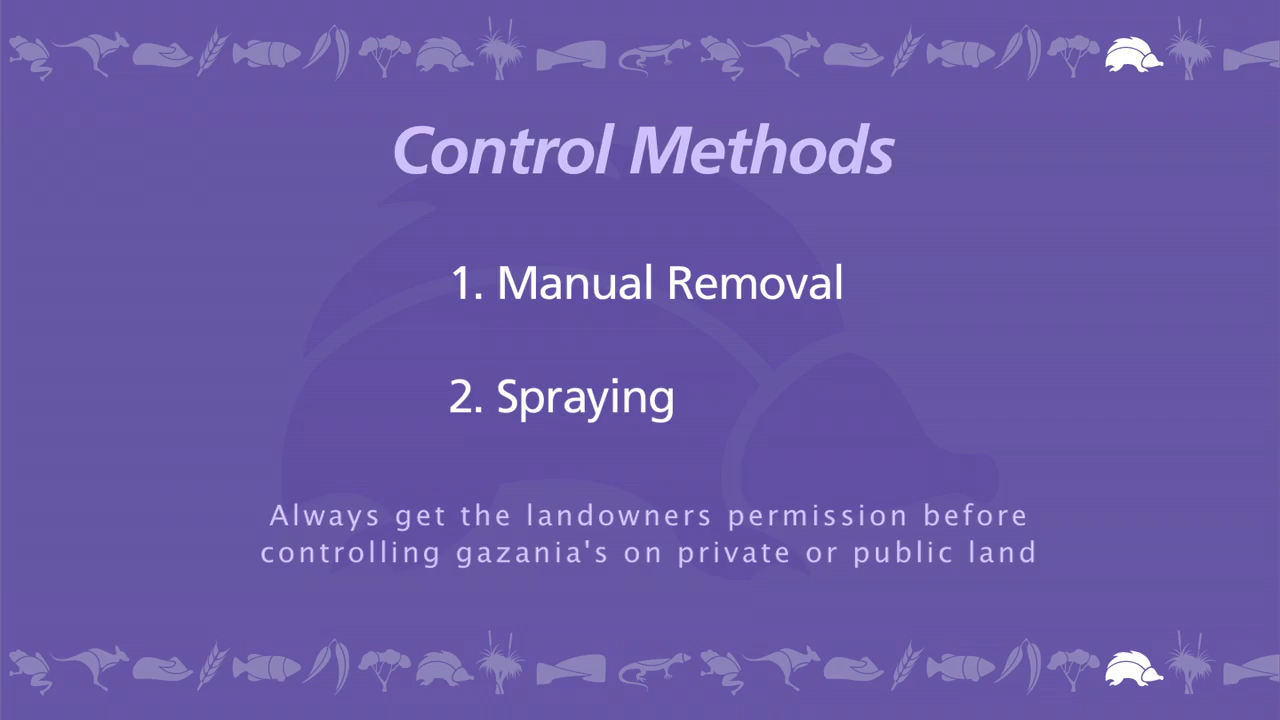 Control Methods
1. Manual Removal
2. Spraying
Always get the landowners permission before
controlling gazania's on private or public land